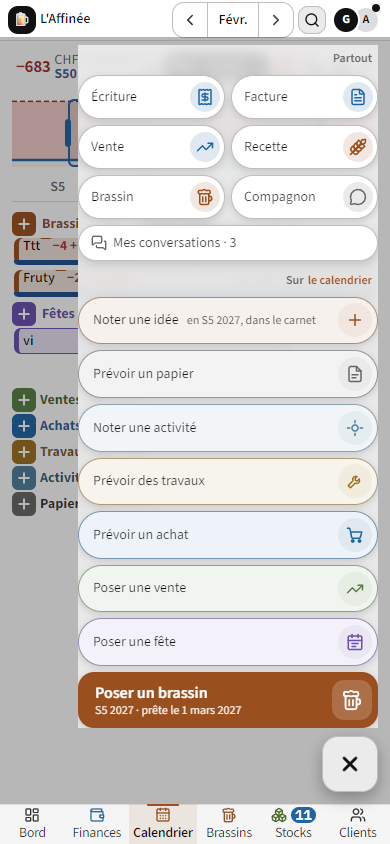 L'Affinée
Févr.
G
A
−683 CHF
S50
Partout
Écriture
Facture
Vente
Recette
Brassin
Compagnon
Mes conversations · 3
S5
Brassi
Ttt −4 +
Fruty −2
Fêtes
vi
Ventes
Achats
Travau
Activit
Papier
Sur le calendrier
Noter une idée en S5 2027, dans le carnet
Prévoir un papier
Noter une activité
Prévoir des travaux
Prévoir un achat
Poser une vente
Poser une fête
Poser un brassin
S5 2027 · prête le 1 mars 2027
Bord
Finances
Calendrier
Brassins
11
Stocks
Clients